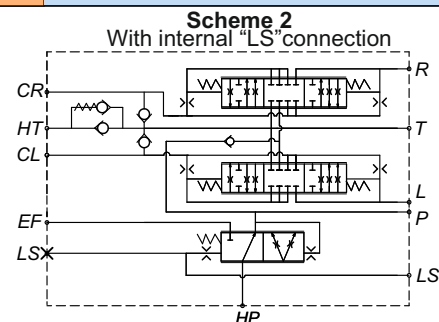 Scheme 2
With internal “LS”connection
CR
R
HT
T
CL
L
P
EF
LS
LS
HP